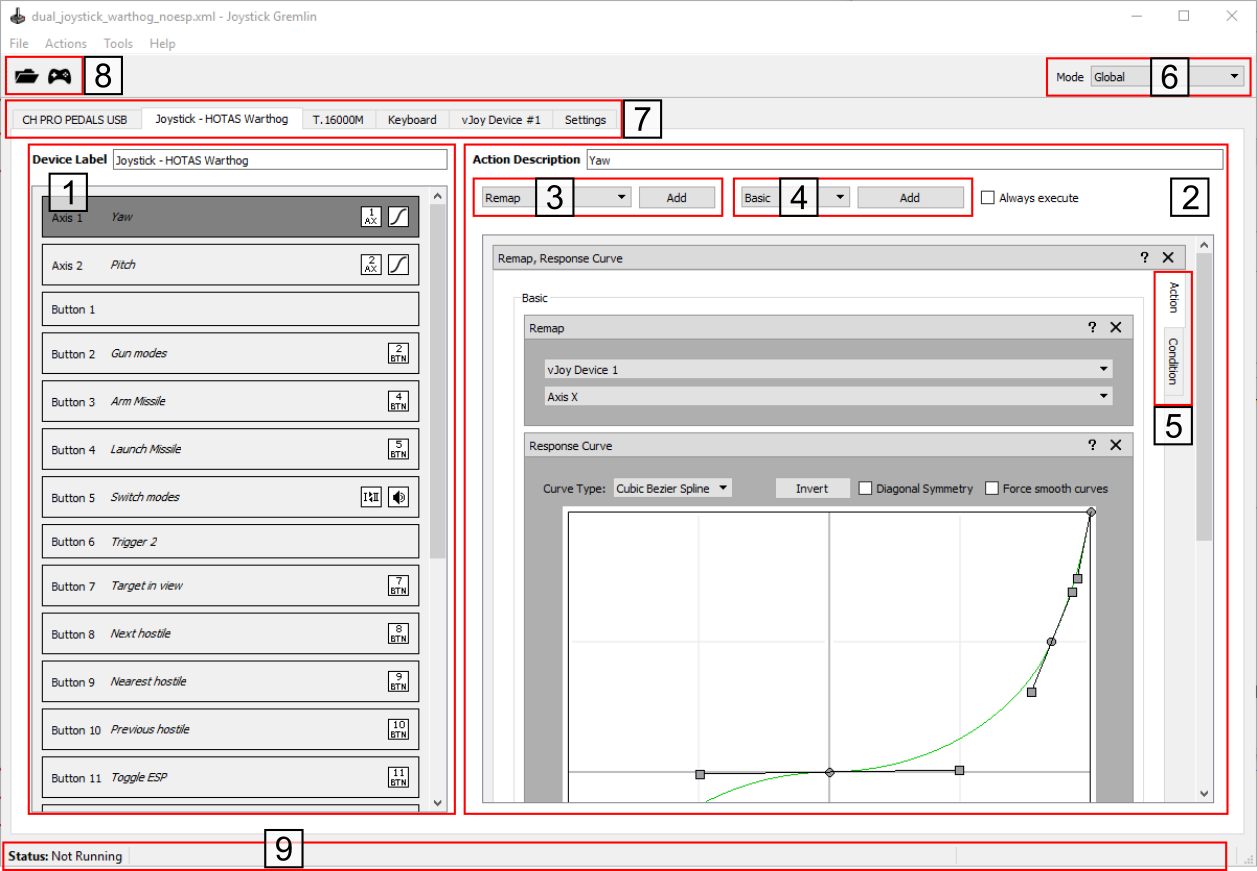 dual_joystick_warthog_noesp.xml - Joystick Gremlin
File Actions Tools Help
8
Mode Global 6
CH PRO PEDALS USB Joystick - HOTAS Warthog T.16000M Keyboard vJoy Device #1 Settings 7
Device Label Joystick - HOTAS Warthog
1
Axis 1 Yaw 1 AX
Axis 2 Pitch 2 AX
Button 1
Button 2 Gun modes 2 BTN
Button 3 Arm Missile 4 BTN
Button 4 Launch Missile 5 BTN
Button 5 Switch modes
Button 6 Trigger 2
Button 7 Target in view 7 BTN
Button 8 Next hostile 8 BTN
Button 9 Nearest hostile 9 BTN
Button 10 Previous hostile 10 BTN
Button 11 Toggle ESP 11 BTN
Action Description Yaw
Remap 3 Add Basic 4 Add Always execute 2
Remap, Response Curve ?
Action
Condition
5
Basic
Remap ?
vJoy Device 1
Axis X
Response Curve ?
Curve Type: Cubic Bezier Spline Invert Diagonal Symmetry Force smooth curves
9
Status: Not Running